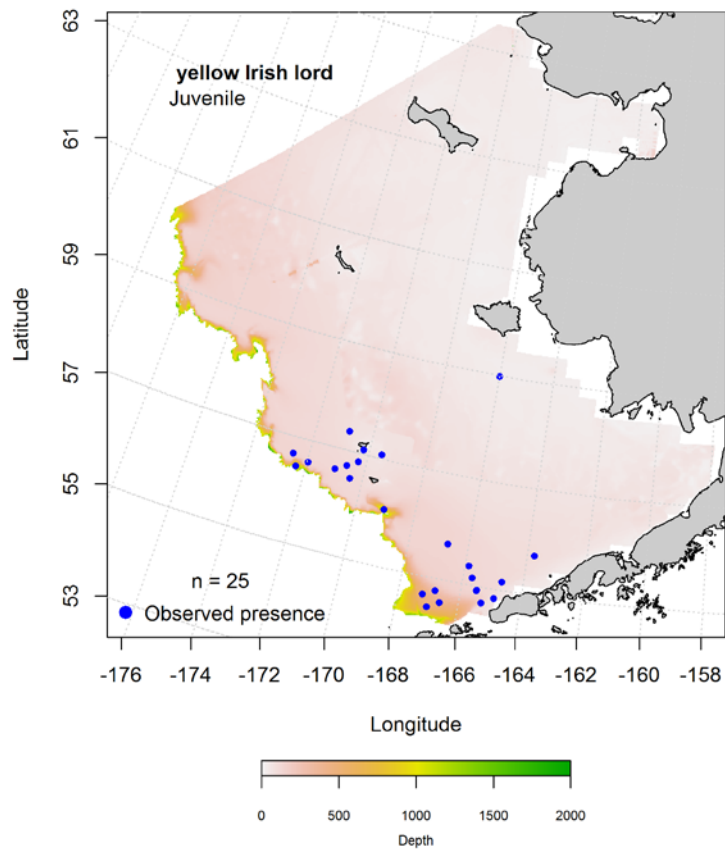 yellow Irish lord
Juvenile
63
61
59
57
55
53
Latitude
n = 25
Observed presence
-176 -174 -172 -170 -168 -166 -165 -164 -162 -160 -158
Longitude
0 500 1000 1500 2000
Depth